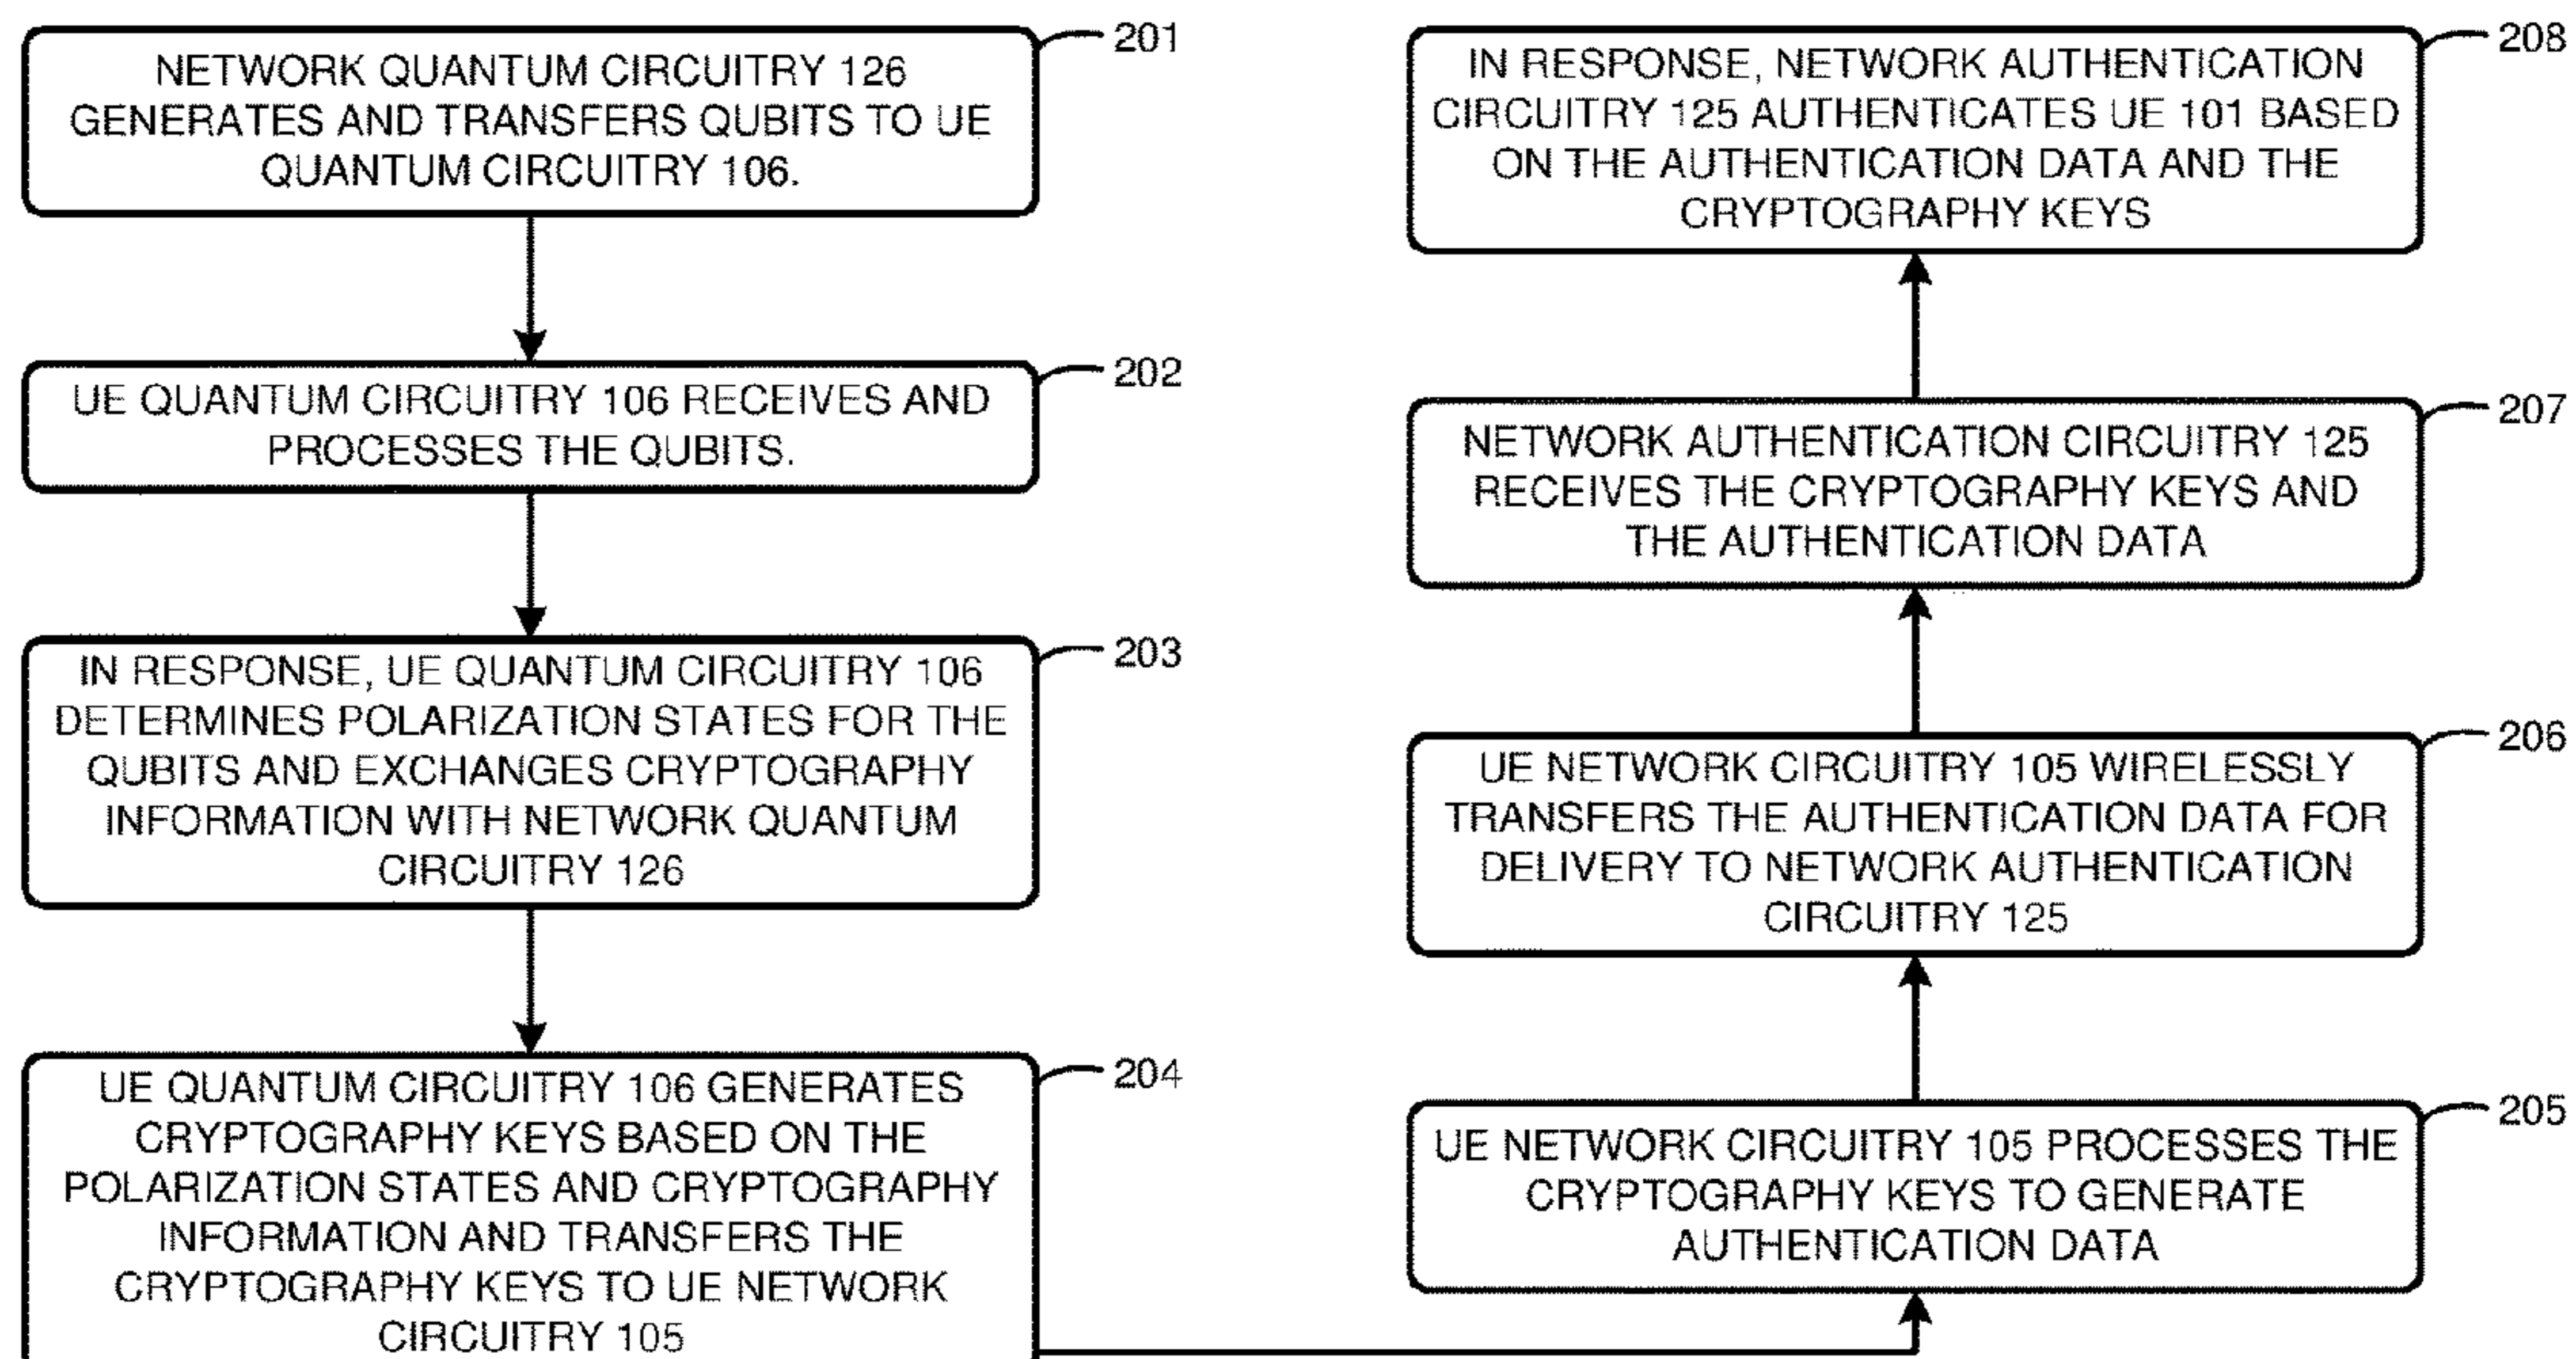 201
NETWORK QUANTUM CIRCUITRY 126
GENERATES AND TRANSFERS QUBITS TO UE
QUANTUM CIRCUITRY 106.
202
UE QUANTUM CIRCUITRY 106 RECEIVES AND
PROCESSES THE QUBITS.
203
IN RESPONSE, UE QUANTUM CIRCUITRY 106
DETERMINES POLARIZATION STATES FOR THE
QUBITS AND EXCHANGES CRYPTOGRAPHY
INFORMATION WITH NETWORK QUANTUM
CIRCUITRY 126
204
UE QUANTUM CIRCUITRY 106 GENERATES
CRYPTOGRAPHY KEYS BASED ON THE
POLARIZATION STATES AND CRYPTOGRAPHY
INFORMATION AND TRANSFERS THE
CRYPTOGRAPHY KEYS TO UE NETWORK
CIRCUITRY 105
205
UE NETWORK CIRCUITRY 105 PROCESSES THE
CRYPTOGRAPHY KEYS TO GENERATE
AUTHENTICATION DATA
206
UE NETWORK CIRCUITRY 105 WIRELESSLY
TRANSFERS THE AUTHENTICATION DATA FOR
DELIVERY TO NETWORK AUTHENTICATION
CIRCUITRY 125
207
NETWORK AUTHENTICATION CIRCUITRY 125
RECEIVES THE CRYPTOGRAPHY KEYS AND
THE AUTHENTICATION DATA
208
IN RESPONSE, NETWORK AUTHENTICATION
CIRCUITRY 125 AUTHENTICATES UE 101 BASED
ON THE AUTHENTICATION DATA AND THE
CRYPTOGRAPHY KEYS